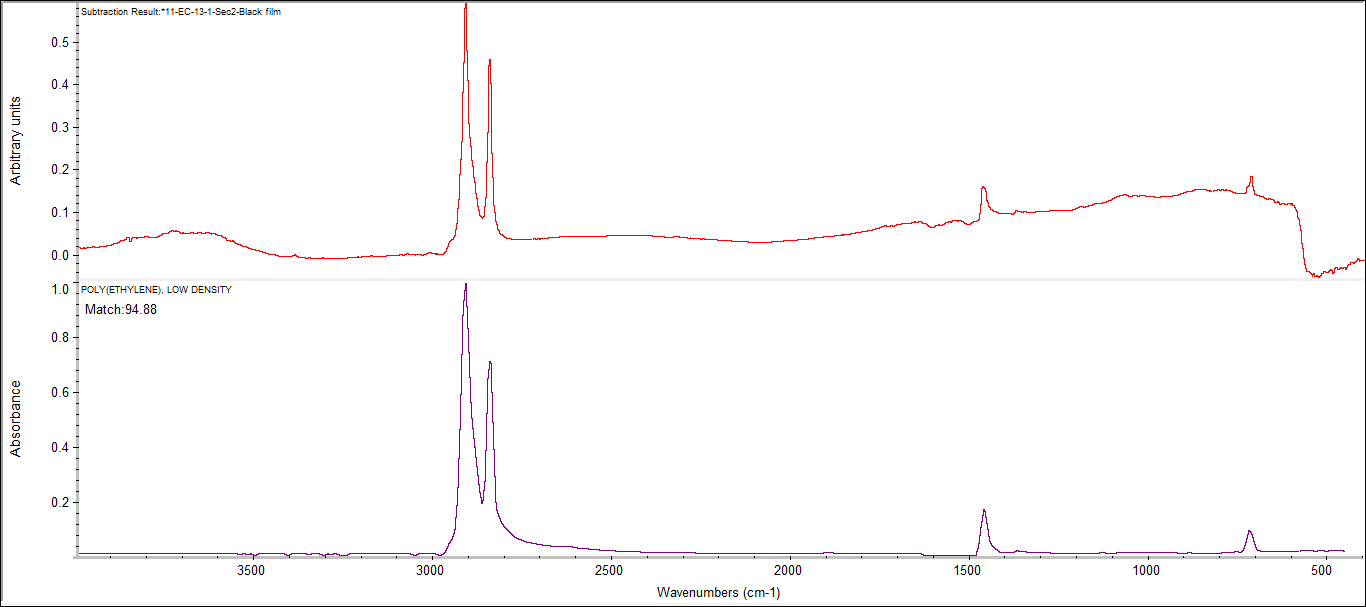 Subtraction Result:*11-EC-13-1-Sec2-Black film
0.5
0.4
0.3
0.2
0.1
0.0
Arbitrary units
POLY(ETHYLENE), LOW DENSITY
Match:94.88
1.0
0.8
0.6
0.4
0.2
Absorbance
3500 3000 2500 2000 1500 1000 500
Wavenumbers (cm-1)